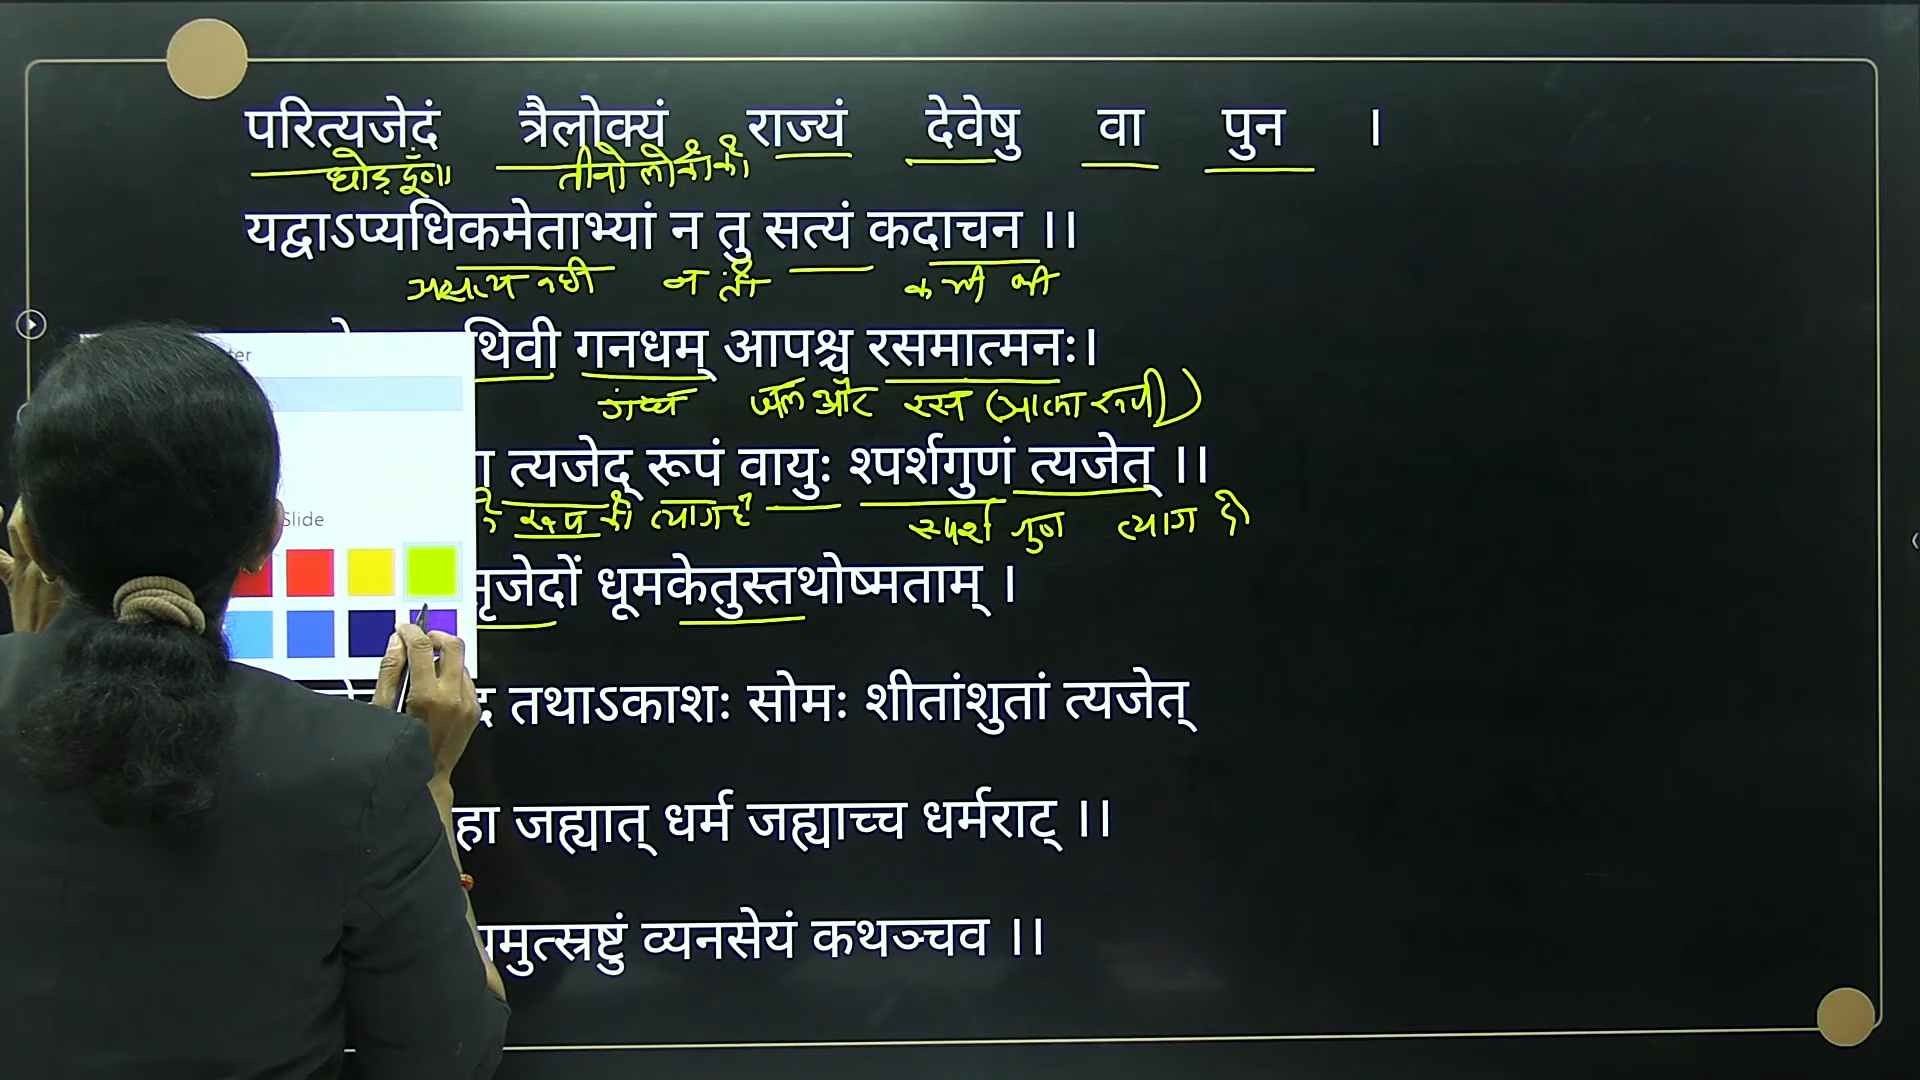 परित्यजेदं त्रैलोक्यं राज्यं देवेषु वा पुन ।
छोड़ दूँगा तीनो लोकों को
यद्वाऽप्यधिकमेताभ्यां न तु सत्यं कदाचन ।।
न तो कभी भी
थिवी गनधम् आपश्च रसमात्मनः।
गंध जल और रस
त्यजेद् रूपं वायुः श्पर्शगुणं त्यजेत् ।।
रूप को त्याग दे स्पर्श गुण त्याग दे
Slide
सृजेदों धूमकेतुस्तथोष्मताम् ।
तथाऽकाशः सोमः शीतांशुतां त्यजेत्
हा जह्यात् धर्म जह्याच्च धर्मराट् ।।
मुत्स्रष्टुं व्यनसेयं कथञ्चव ।।